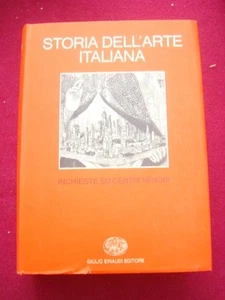 STORIA DELL'ARTE
ITALIANA
INCHIESTE SU CENTRI MINORI
GIULIO EINAUDI EDITORE